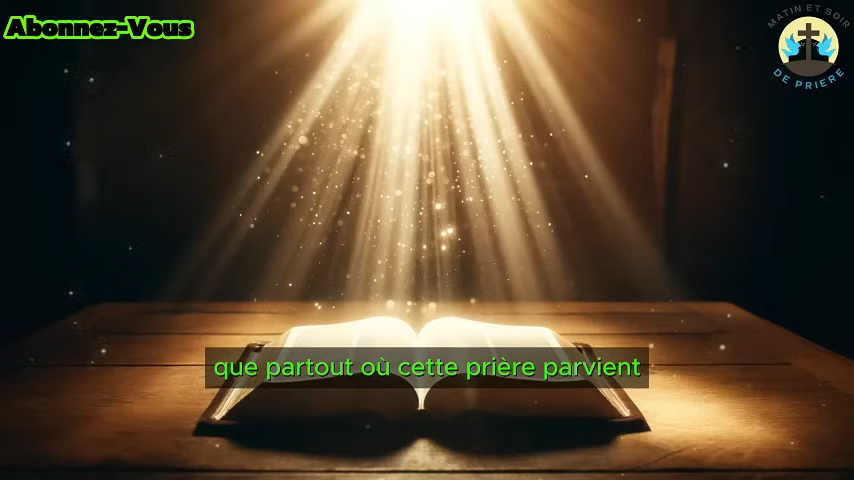 Abonnez-Vous
MATIN ET SOIR
DE PRIERE
que partout où cette prière parvient